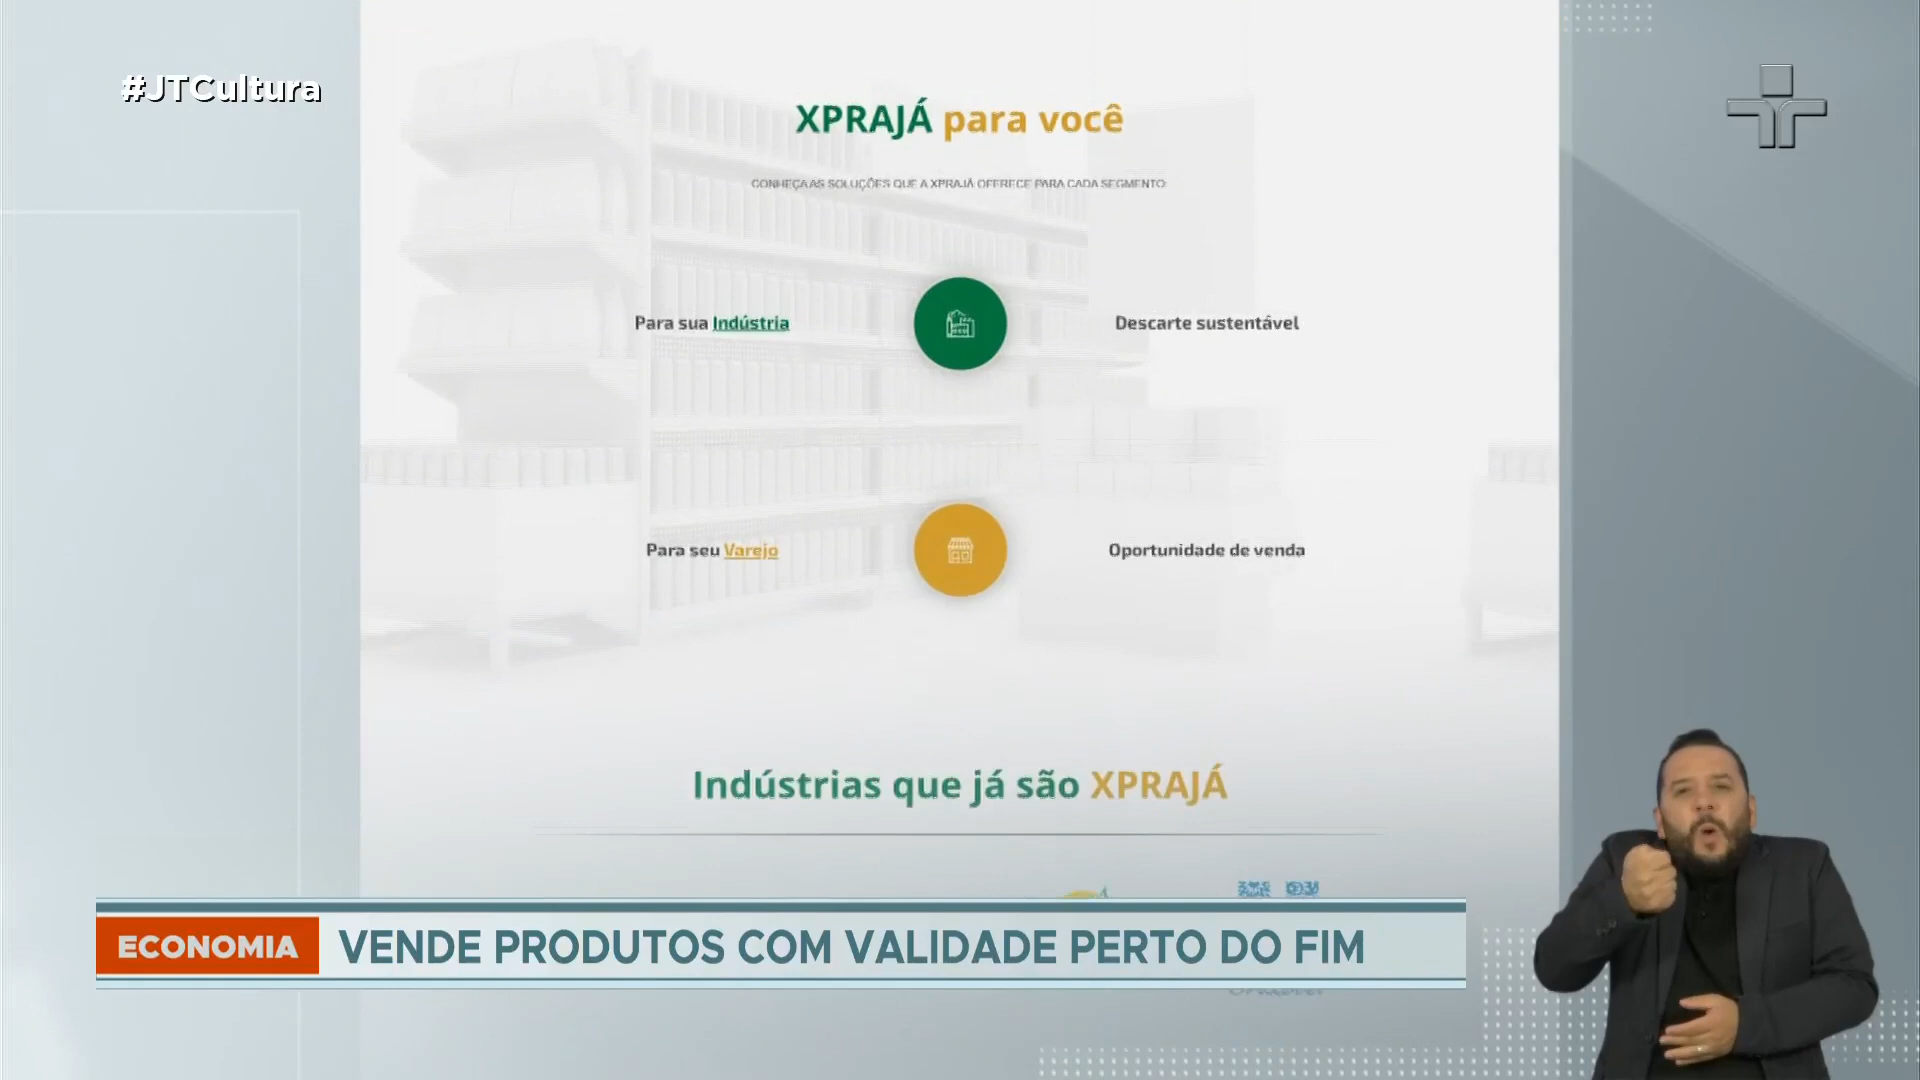 #JTCultura
XPRAJÁ para você
CONHEÇA AS SOLUÇÕES QUE A XPRAJÁ OFERECE PARA CADA SEGMENTO
Para sua Indústria
Descarte sustentável
Para seu Varejo
Oportunidade de venda
Indústrias que já são XPRAJÁ
ECONOMIA
VENDE PRODUTOS COM VALIDADE PERTO DO FIM